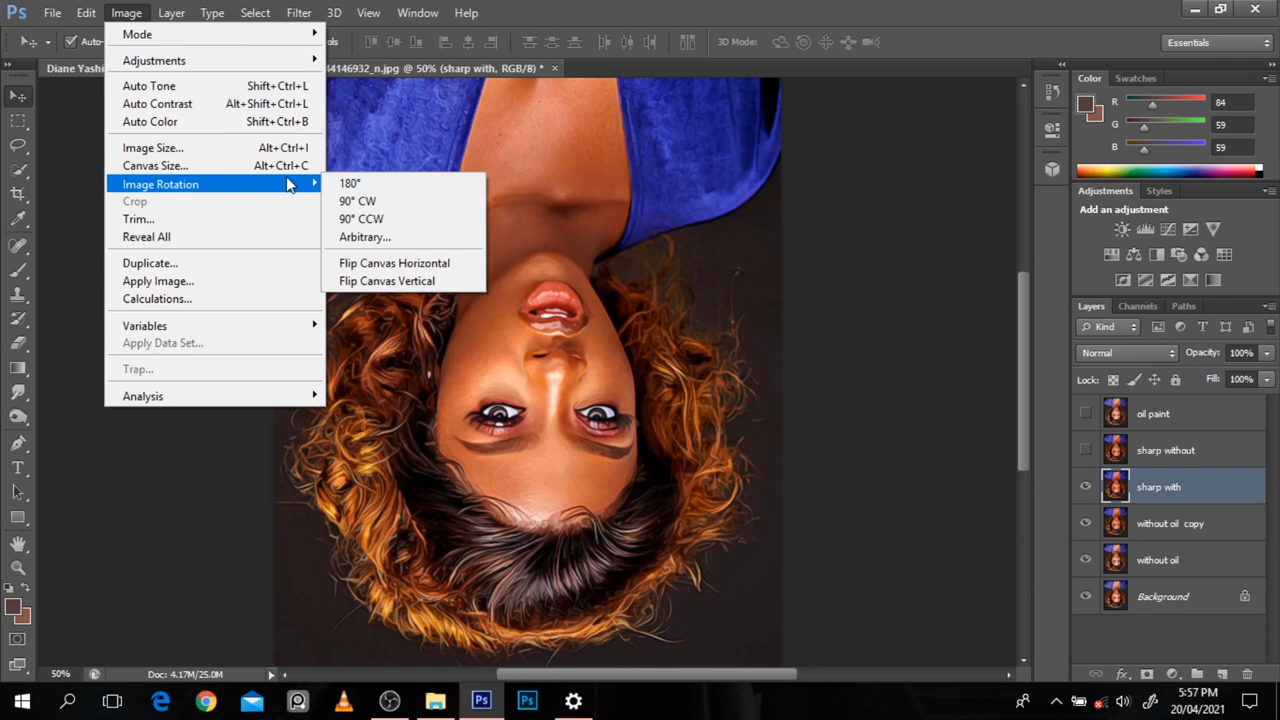 Ps File Edit Image Layer Type Select Filter 3D View Window Help
Auto- ols 3D Mode: Essentials
Diane Yashi 44146932_n.jpg @ 50% (sharp with, RGB/8) * ×
Mode
Adjustments
Auto Tone Shift+Ctrl+L
Auto Contrast Alt+Shift+Ctrl+L
Auto Color Shift+Ctrl+B
Image Size... Alt+Ctrl+I
Canvas Size... Alt+Ctrl+C
Image Rotation
Crop
Trim...
Reveal All
Duplicate...
Apply Image...
Calculations...
Variables
Apply Data Set...
Trap...
Analysis
180°
90° CW
90° CCW
Arbitrary...
Flip Canvas Horizontal
Flip Canvas Vertical
Color Swatches
R 84
G 59
B 59
Adjustments Styles
Add an adjustment
Layers Channels Paths
Kind
Normal Opacity: 100%
Lock: Fill: 100%
oil paint
sharp without
sharp with
without oil copy
without oil
Background
50% Doc: 4.17M/25.0M
5:57 PM
20/04/2021